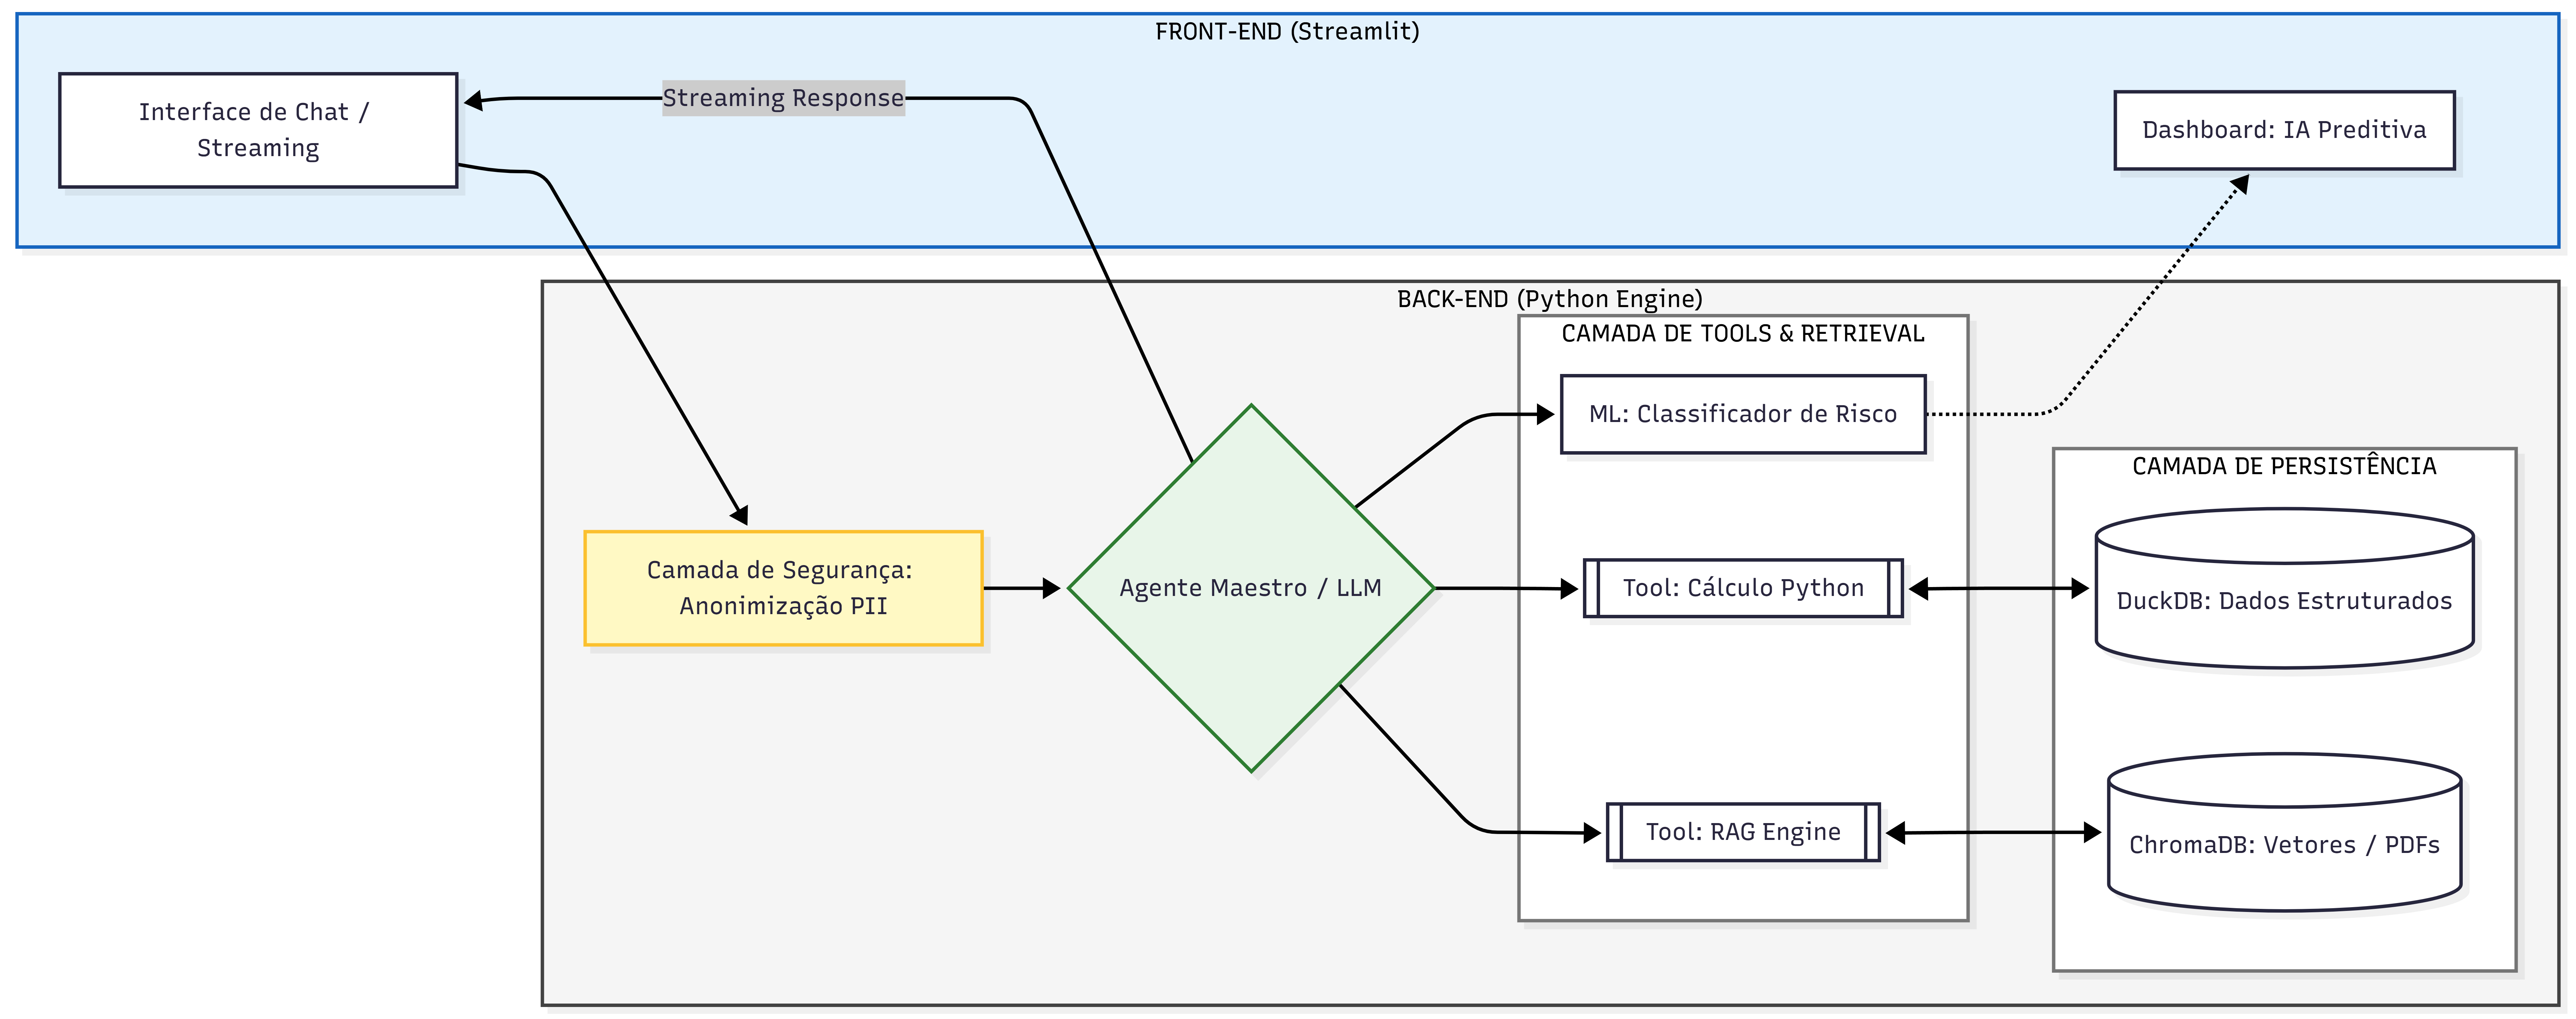 FRONT-END (Streamlit)
Interface de Chat /
Streaming
Streaming Response
Dashboard: IA Preditiva
BACK-END (Python Engine)
CAMADA DE TOOLS & RETRIEVAL
ML: Classificador de Risco
CAMADA DE PERSISTÊNCIA
Camada de Segurança:
Anonimização PII
Agente Maestro / LLM
Tool: Cálculo Python
DuckDB: Dados Estruturados
Tool: RAG Engine
ChromaDB: Vetores / PDFs